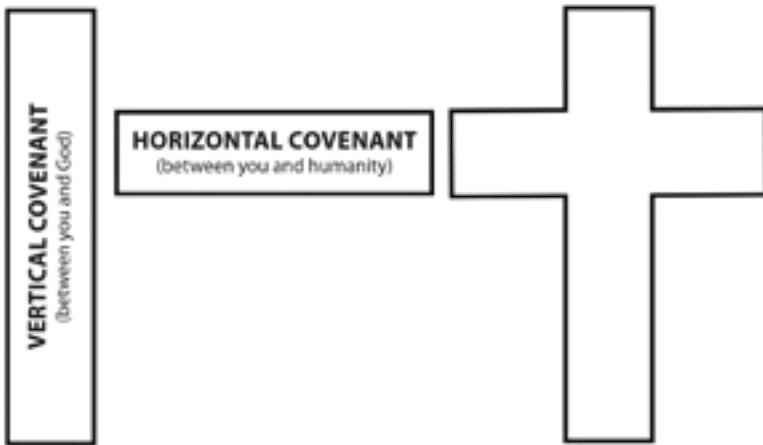 VERTICAL COVENANT
(between you and God)
HORIZONTAL COVENANT
(between you and humanity)